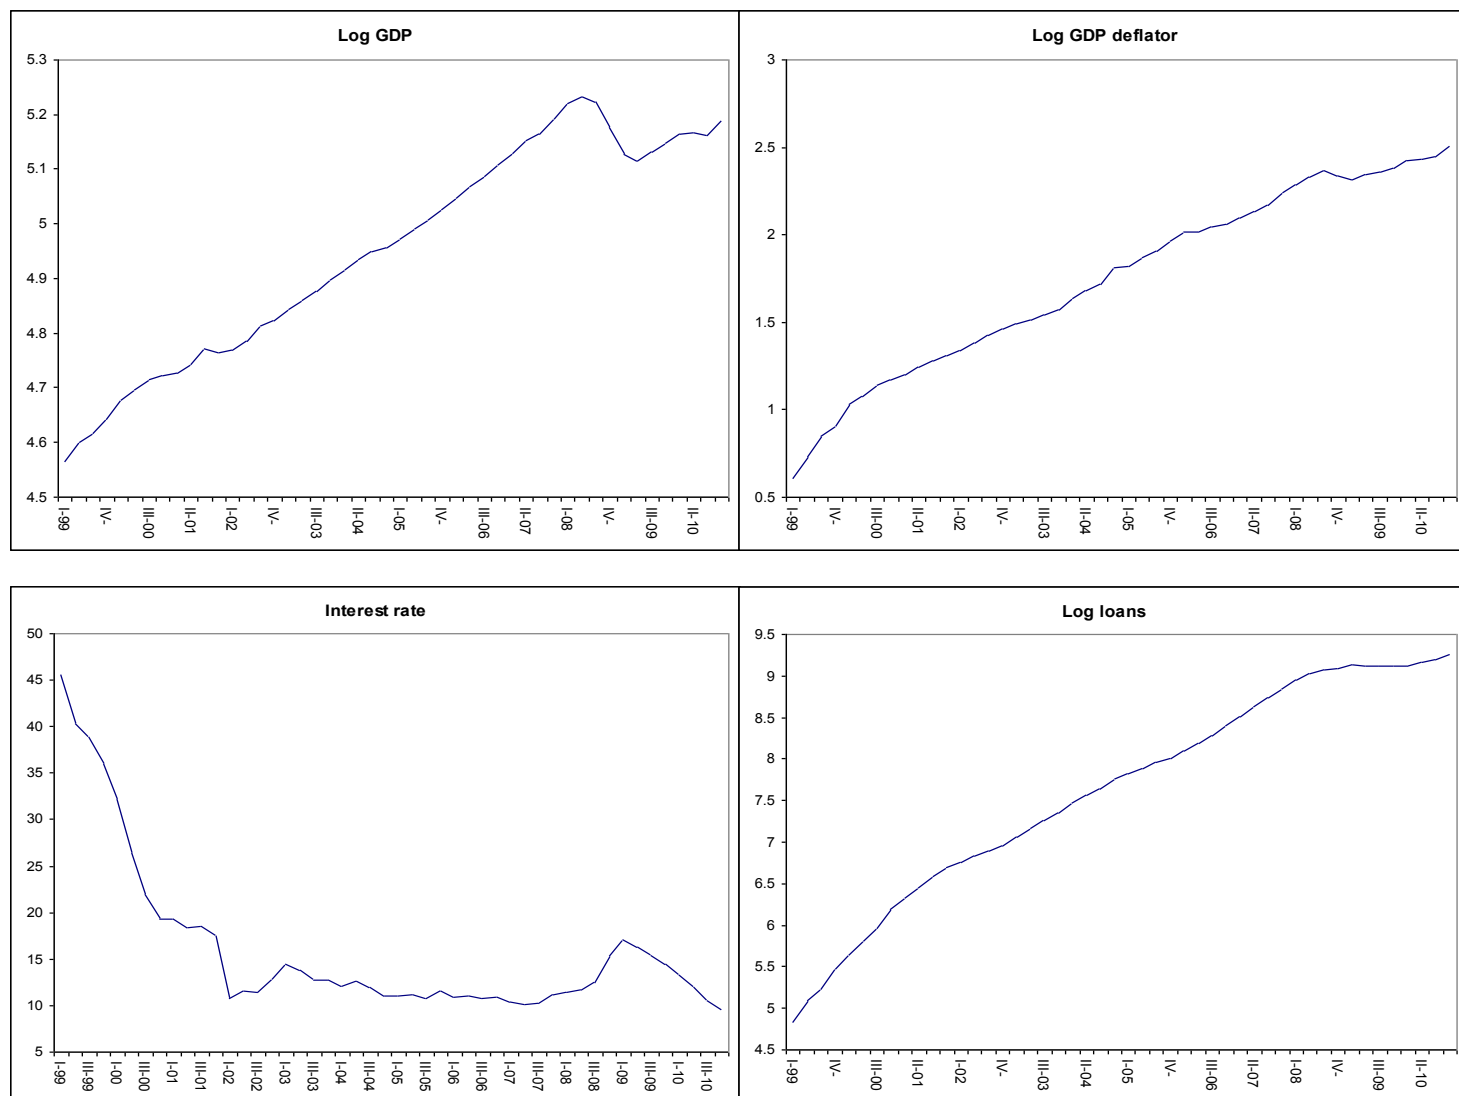 Log GDP
5.3
5.2
5.1
5
4.9
4.8
4.7
4.6
4.5
I-99
IV-
III-00
II-01
I-02
IV-
III-03
II-04
I-05
IV-
III-06
II-07
I-08
IV-
III-09
II-10
Log GDP deflator
3
2.5
2
1.5
1
0.5
I-99
IV-
III-00
II-01
I-02
IV-
III-03
II-04
I-05
IV-
III-06
II-07
I-08
IV-
III-09
II-10
Interest rate
50
45
40
35
30
25
20
15
10
5
I-99
III-99
I-00
III-00
I-01
III-01
I-02
III-02
I-03
III-03
I-04
III-04
I-05
III-05
I-06
III-06
I-07
III-07
I-08
III-08
I-09
III-09
I-10
III-10
Log loans
9.5
9
8.5
8
7.5
7
6.5
6
5.5
5
4.5
I-99
IV-
III-00
II-01
I-02
IV-
III-03
II-04
I-05
IV-
III-06
II-07
I-08
IV-
III-09
II-10